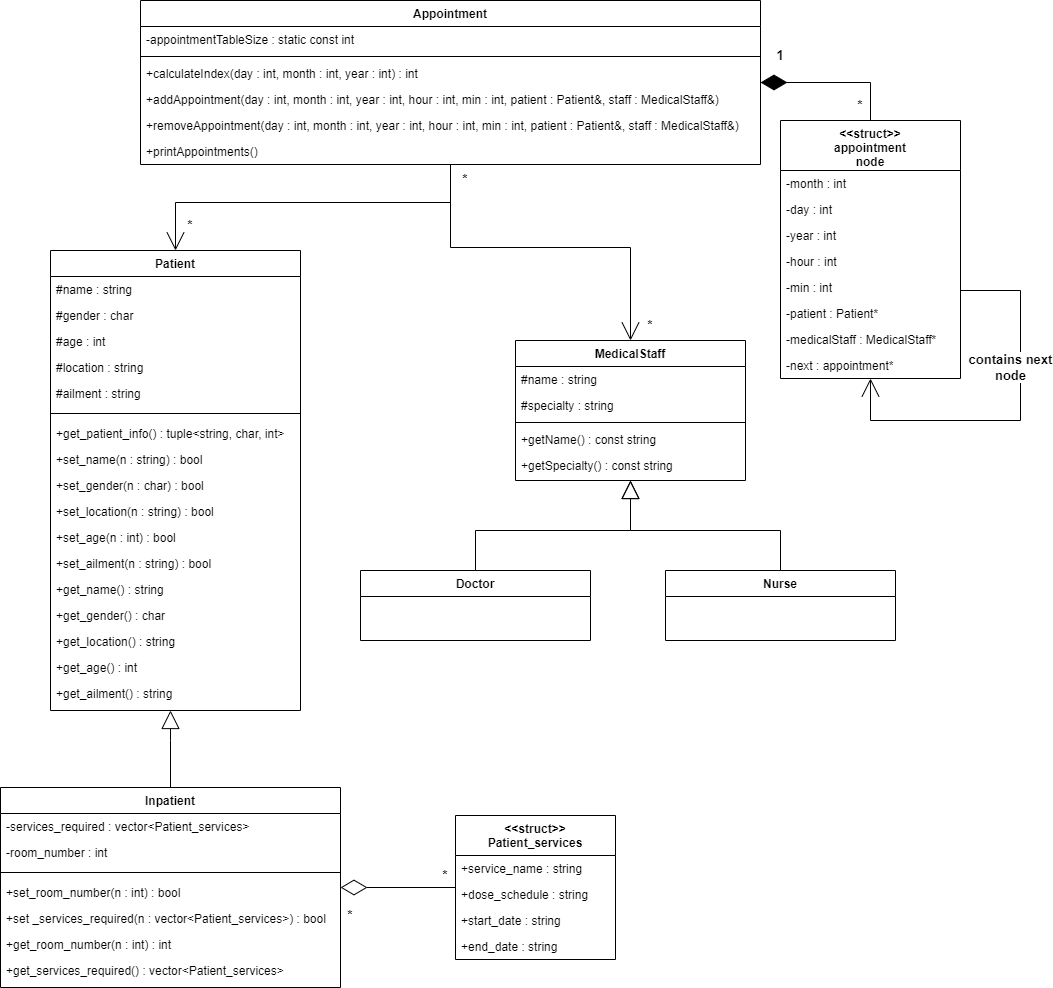 Appointment
-appointmentTableSize : static const int
+calculateIndex(day : int, month : int, year : int) : int
+addAppointment(day : int, month : int, year : int, hour : int, min : int, patient : Patient&, staff : MedicalStaff&)
+removeAppointment(day : int, month : int, year : int, hour : int, min : int, patient : Patient&, staff : MedicalStaff&)
+printAppointments()
1
*
<<struct>>
appointment
node
-month : int
-day : int
-year : int
-hour : int
-min : int
-patient : Patient*
-medicalStaff : MedicalStaff*
-next : appointment*
contains next
node
*
*
*
Patient
#name : string
#gender : char
#age : int
#location : string
#ailment : string
+get_patient_info() : tuple<string, char, int>
+set_name(n : string) : bool
+set_gender(n : char) : bool
+set_location(n : string) : bool
+set_age(n : int) : bool
+set_ailment(n : string) : bool
+get_name() : string
+get_gender() : char
+get_location() : string
+get_age() : int
+get_ailment() : string
MedicalStaff
#name : string
#specialty : string
+getName() : const string
+getSpecialty() : const string
Doctor
Nurse
Inpatient
-services_required : vector<Patient_services>
-room_number : int
+set_room_number(n : int) : bool
+set _services_required(n : vector<Patient_services>) : bool
+get_room_number(n : int) : int
+get_services_required() : vector<Patient_services>
*
*
<<struct>>
Patient_services
+service_name : string
+dose_schedule : string
+start_date : string
+end_date : string